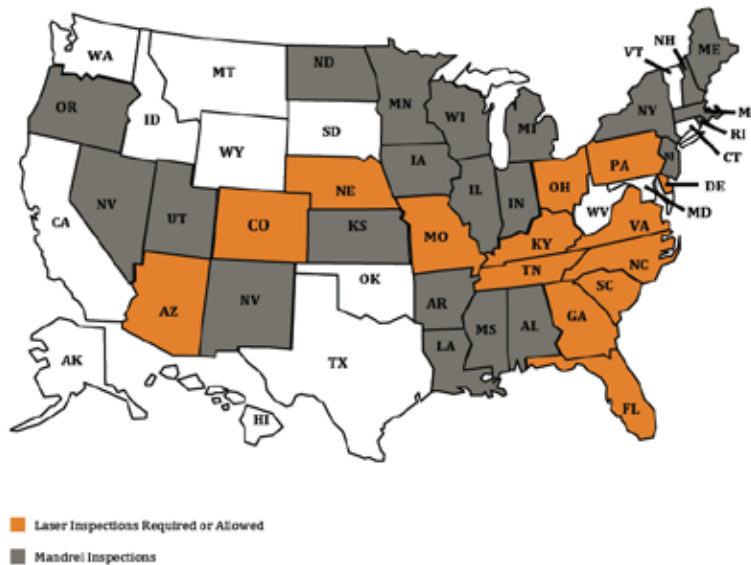 WA
MT
ND
MN
VT
NH
ME
OR
ID
WY
SD
WI
MI
NY
M
RI
CT
NV
UT
CO
NE
IA
IL
IN
OH
PA
NJ
DE
MD
CA
KS
MO
KY
WV
VA
AZ
NV
OK
AR
TN
NC
SC
MS
AL
GA
LA
TX
FL
AK
HI
Laser Inspections Required or Allowed
Mandrel Inspections